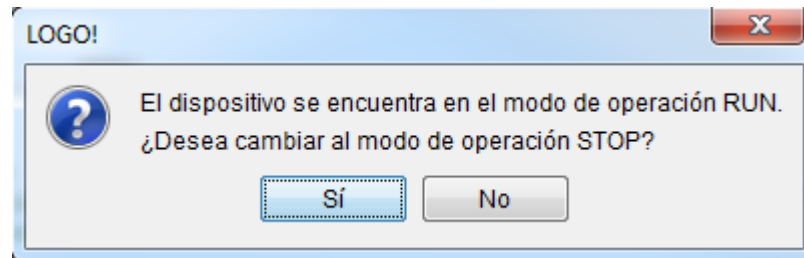 LOGO!
El dispositivo se encuentra en el modo de operación RUN.
¿Desea cambiar al modo de operación STOP?
Sí No